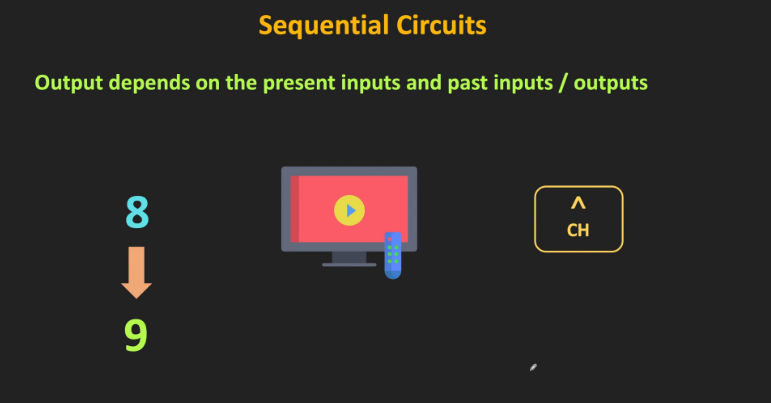 Sequential Circuits
Output depends on the present inputs and past inputs / outputs
8
9
^
CH